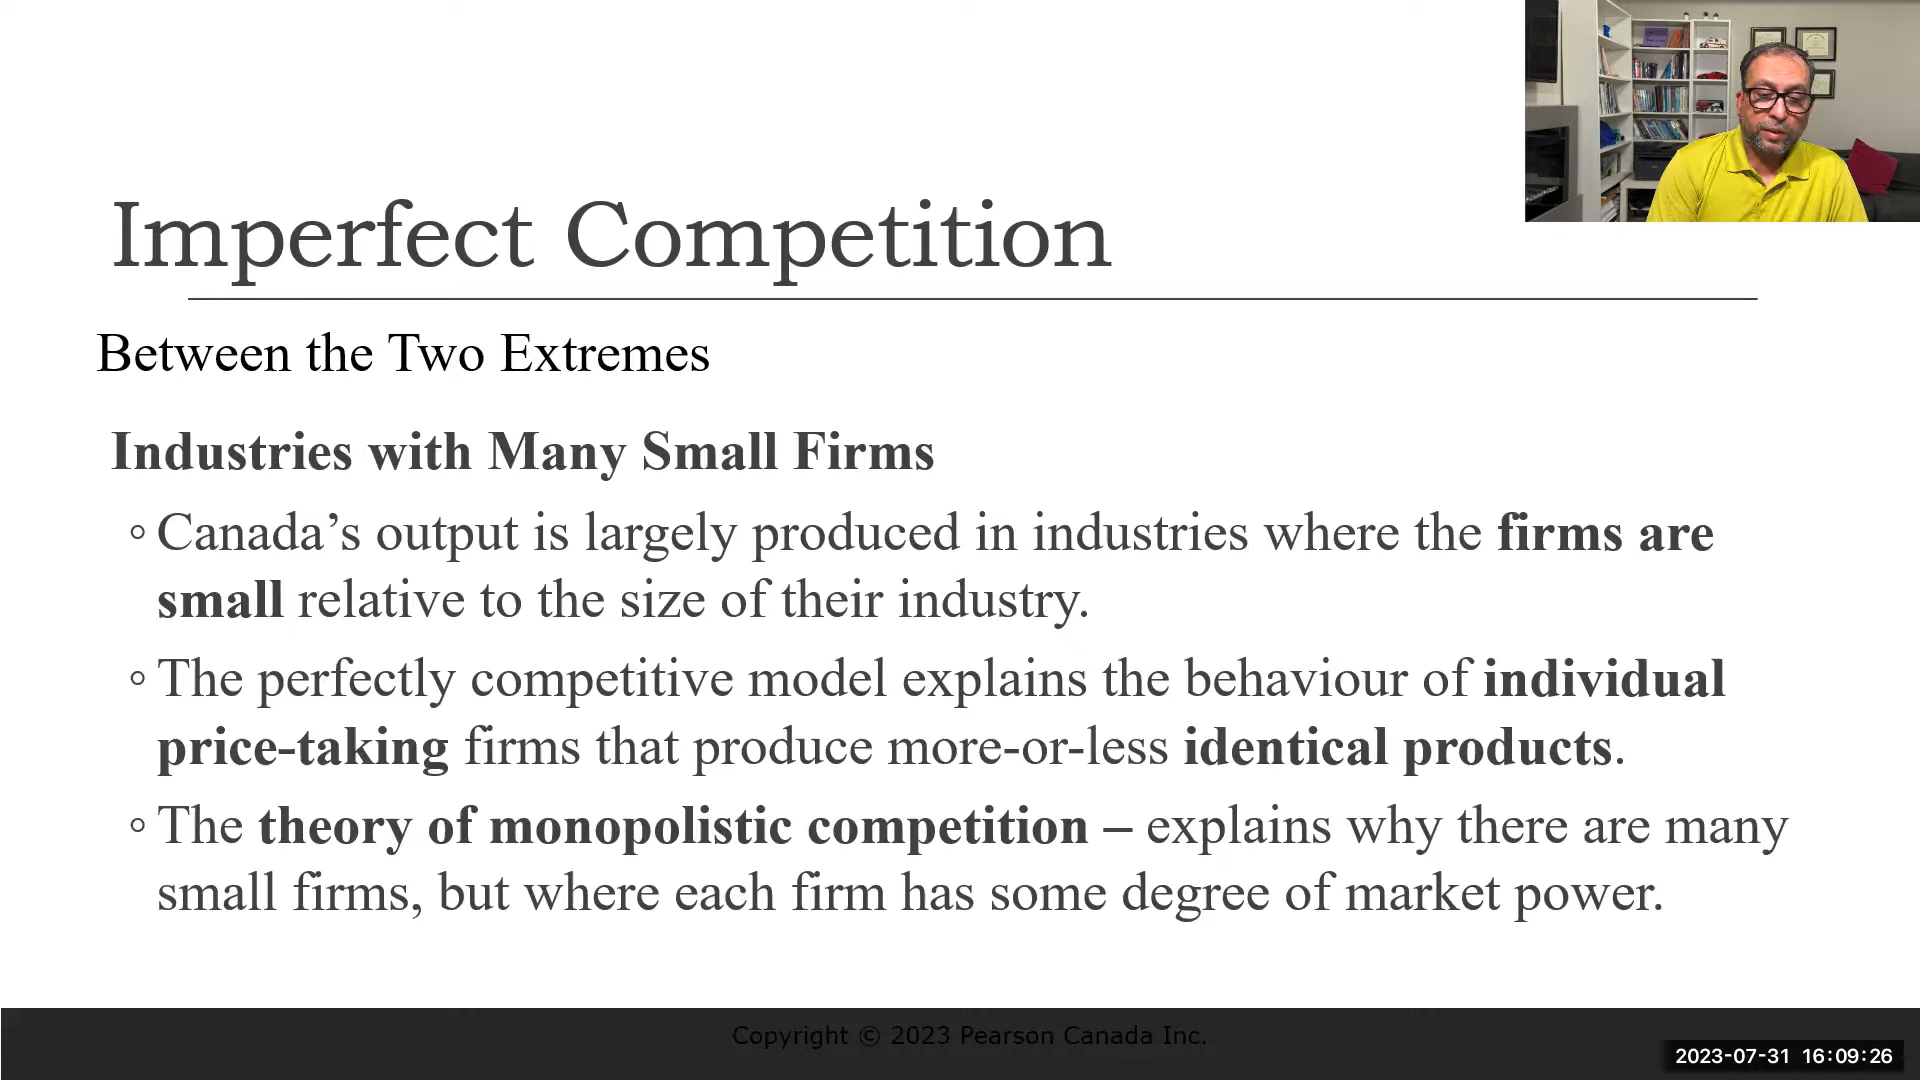 Imperfect Competition
Between the Two Extremes
Industries with Many Small Firms
◦ Canada’s output is largely produced in industries where the firms are
small relative to the size of their industry.
◦ The perfectly competitive model explains the behaviour of individual
price-taking firms that produce more-or-less identical products.
◦ The theory of monopolistic competition – explains why there are many
small firms, but where each firm has some degree of market power.
Copyright © 2023 Pearson Canada Inc.
2023-07-31 16:09:26